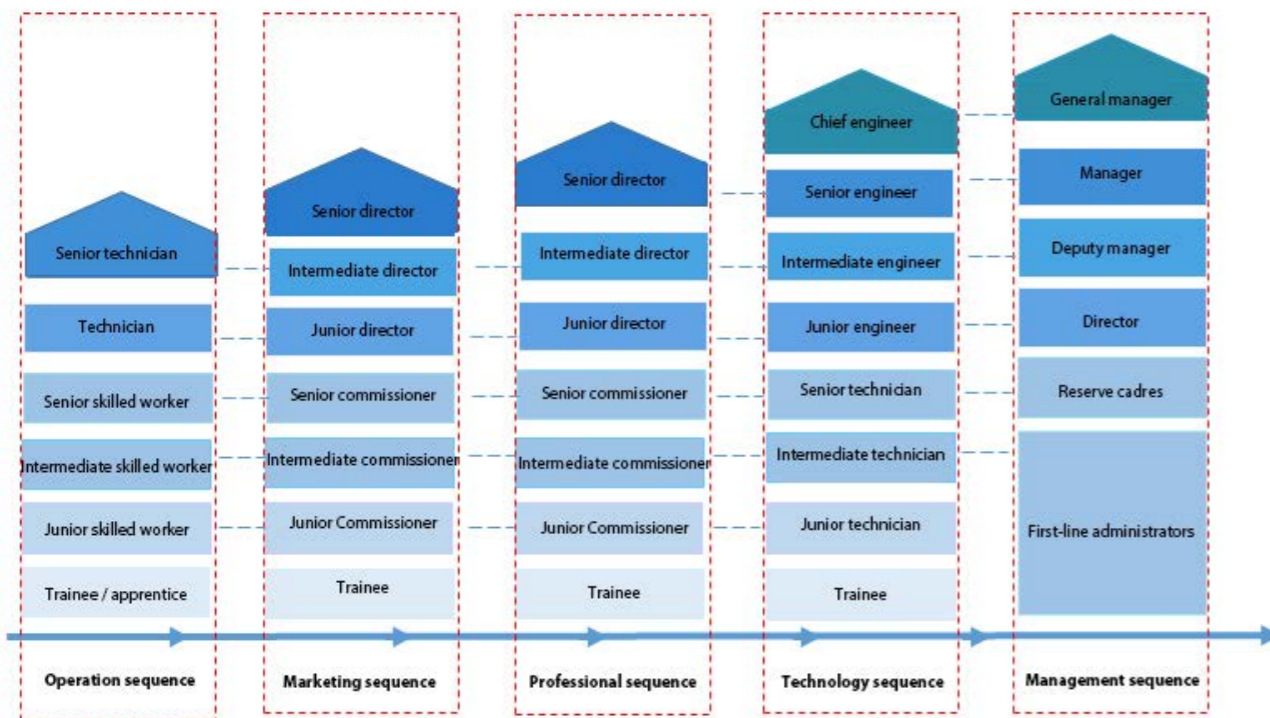 Senior technician
Technician
Senior skilled worker
Intermediate skilled worker
Junior skilled worker
Trainee / apprentice
Operation sequence
Senior director
Intermediate director
Junior director
Senior commissioner
Intermediate commissioner
Junior Commissioner
Trainee
Marketing sequence
Senior director
Intermediate director
Junior director
Senior commissioner
Intermediate commissioner
Junior Commissioner
Trainee
Professional sequence
Chief engineer
Senior engineer
Intermediate engineer
Junior engineer
Senior technician
Intermediate technician
Junior technician
Trainee
Technology sequence
General manager
Manager
Deputy manager
Director
Reserve cadres
First-line administrators
Management sequence